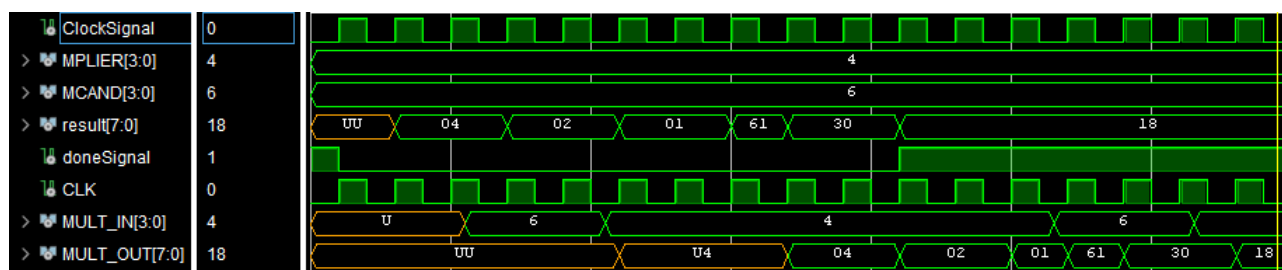 ClockSignal 0
> MPLIER[3:0] 4 4
> MCAND[3:0] 6 6
> result[7:0] 18 UU 04 02 01 61 30 18
doneSignal 1
CLK 0
> MULT_IN[3:0] 4 U 6 4 6
> MULT_OUT[7:0] 18 UU U4 04 02 01 61 30 18